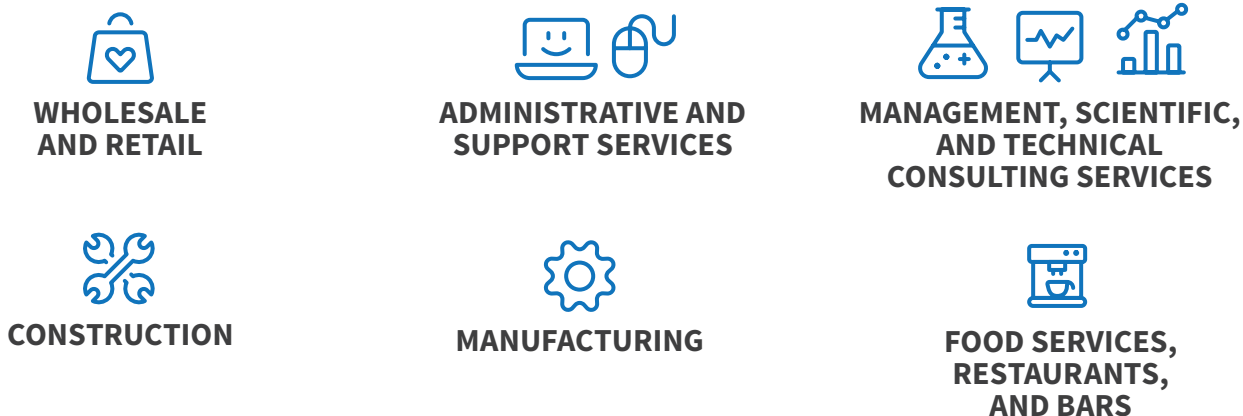 WHOLESALE
AND RETAIL
ADMINISTRATIVE AND
SUPPORT SERVICES
MANAGEMENT, SCIENTIFIC,
AND TECHNICAL
CONSULTING SERVICES
CONSTRUCTION
MANUFACTURING
FOOD SERVICES,
RESTAURANTS,
AND BARS